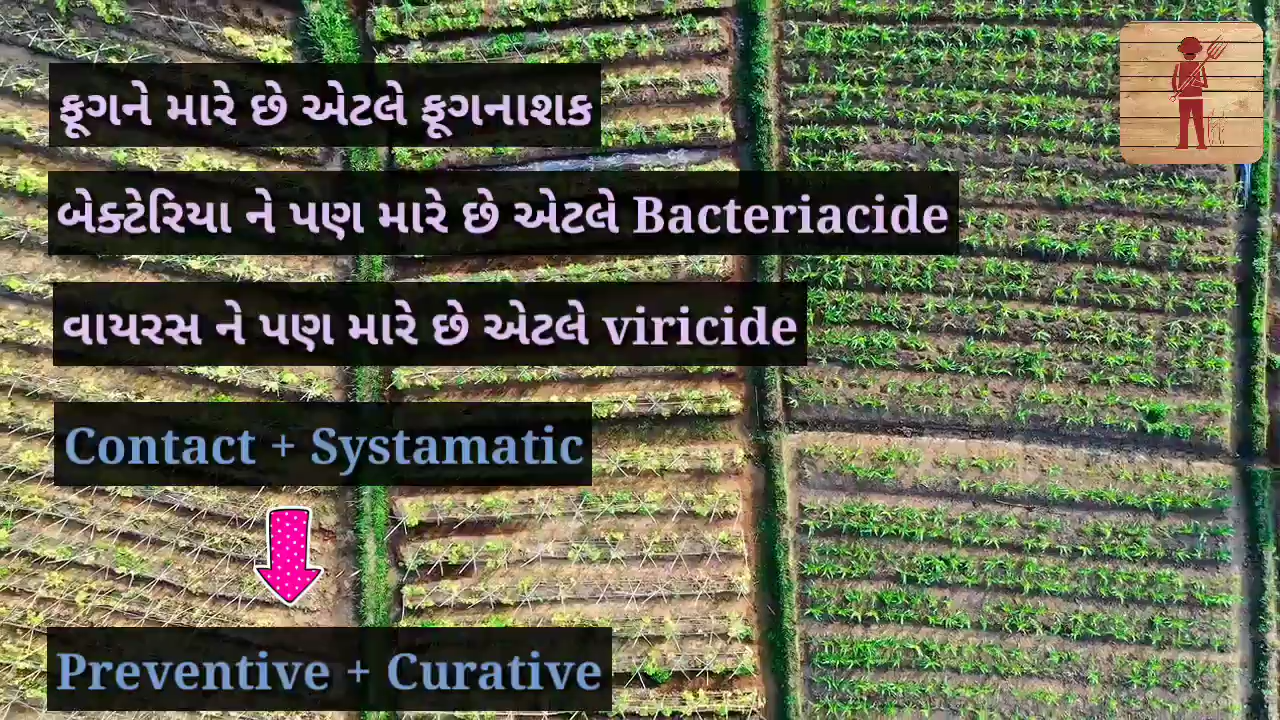 ફૂગને મારે છે એટલે ફૂગનાશક
બેક્ટેરિયા ને પણ મારે છે એટલે Bacteriacide
વાયરસ ને પણ મારે છે એટલે viricide
Contact + Systamatic
Preventive + Curative